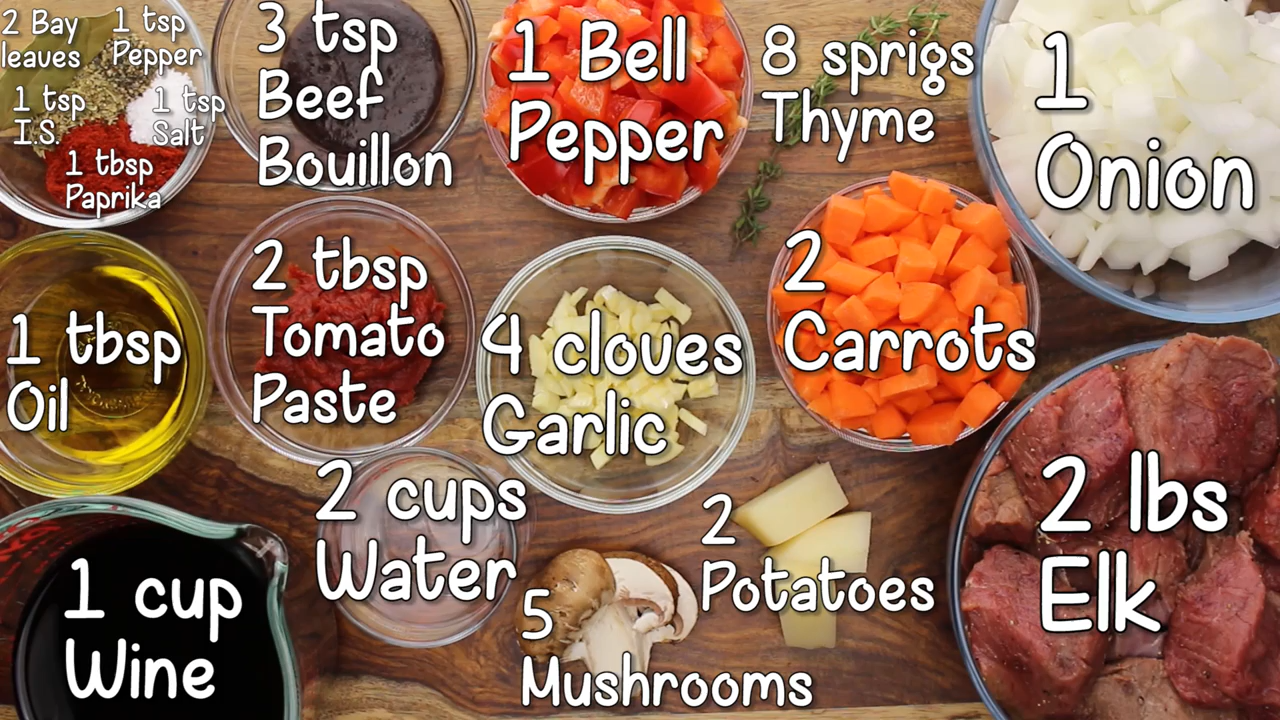 2 Bay
leaves
1 tsp
Pepper
1 tsp
I.S.
1 tsp
Salt
1 tbsp
Paprika
3 tsp
Beef
Bouillon
1 Bell
Pepper
8 sprigs
Thyme
1
Onion
1 tbsp
Oil
2 tbsp
Tomato
Paste
4 cloves
Garlic
2
Carrots
1 cup
Wine
2 cups
Water
5
Mushrooms
2
Potatoes
2 lbs
Elk